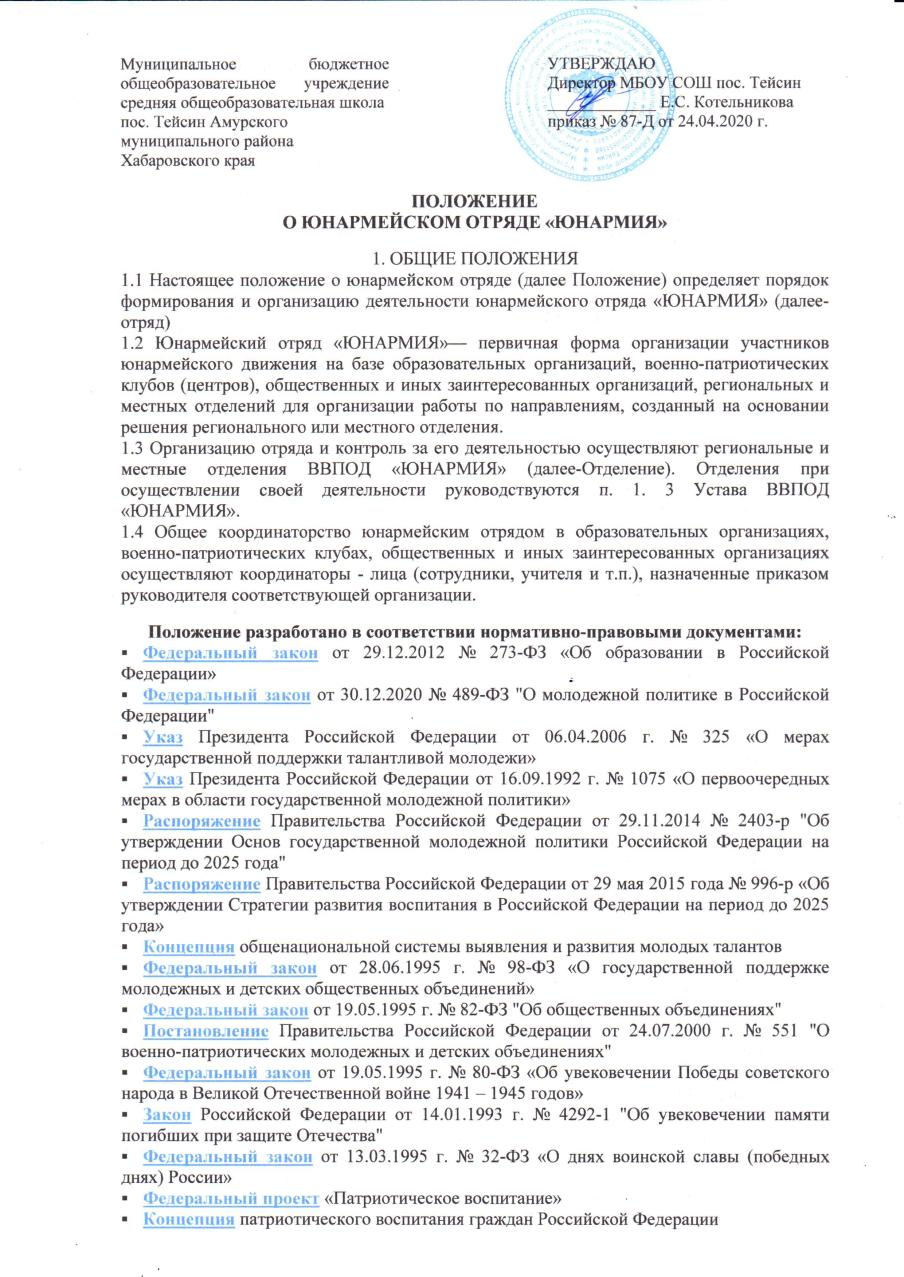 Муниципальное бюджетное
общеобразовательное учреждение
средняя общеобразовательная школа
пос. Тейсин Амурского
муниципального района
Хабаровского края
УТВЕРЖДАЮ
Директор МБОУ СОШ пос. Тейсин
_____________ Е.С. Котельникова
приказ № 87-Д от 24.04.2020 г.
ПОЛОЖЕНИЕ
О ЮНАРМЕЙСКОМ ОТРЯДЕ «ЮНАРМИЯ»
1. ОБЩИЕ ПОЛОЖЕНИЯ
1.1 Настоящее положение о юнармейском отряде (далее Положение) определяет порядок
формирования и организацию деятельности юнармейского отряда «ЮНАРМИЯ» (далее-
отряд)
1.2 Юнармейский отряд «ЮНАРМИЯ»— первичная форма организации участников
юнармейского движения на базе образовательных организаций, военно-патриотических
клубов (центров), общественных и иных заинтересованных организаций, региональных и
местных отделений для организации работы по направлениям, созданный на основании
решения регионального или местного отделения.
1.3 Организацию отряда и контроль за его деятельностью осуществляют региональные и
местные отделения ВВПОД «ЮНАРМИЯ» (далее-Отделение). Отделения при
осуществлении своей деятельности руководствуются п. 1. 3 Устава ВВПОД
«ЮНАРМИЯ».
1.4 Общее координаторство юнармейским отрядом в образовательных организациях,
военно-патриотических клубах, общественных и иных заинтересованных организациях
осуществляют координаторы - лица (сотрудники, учителя и т.п.), назначенные приказом
руководителя соответствующей организации.
Положение разработано в соответствии нормативно-правовыми документами:
▪ Федеральный закон от 29.12.2012 № 273-ФЗ «Об образовании в Российской
Федерации»
▪ Федеральный закон от 30.12.2020 № 489-ФЗ "О молодежной политике в Российской
Федерации"
▪ Указ Президента Российской Федерации от 06.04.2006 г. № 325 «О мерах
государственной поддержки талантливой молодежи»
▪ Указ Президента Российской Федерации от 16.09.1992 г. № 1075 «О первоочередных
мерах в области государственной молодежной политики»
▪ Распоряжение Правительства Российской Федерации от 29.11.2014 № 2403-р "Об
утверждении Основ государственной молодежной политики Российской Федерации на
период до 2025 года"
▪ Распоряжение Правительства Российской Федерации от 29 мая 2015 года № 996-р «Об
утверждении Стратегии развития воспитания в Российской Федерации на период до 2025
года»
▪ Концепция общенациональной системы выявления и развития молодых талантов
▪ Федеральный закон от 28.06.1995 г. № 98-ФЗ «О государственной поддержке
молодежных и детских общественных объединений»
▪ Федеральный закон от 19.05.1995 г. № 82-ФЗ "Об общественных объединениях"
▪ Постановление Правительства Российской Федерации от 24.07.2000 г. № 551 "О
военно-патриотических молодежных и детских объединениях"
▪ Федеральный закон от 19.05.1995 г. № 80-ФЗ «Об увековечении Победы советского
народа в Великой Отечественной войне 1941 – 1945 годов»
▪ Закон Российской Федерации от 14.01.1993 г. № 4292-1 "Об увековечении памяти
погибших при защите Отечества"
▪ Федеральный закон от 13.03.1995 г. № 32-ФЗ «О днях воинской славы (победных
днях) России»
▪ Федеральный проект «Патриотическое воспитание»
▪ Концепция патриотического воспитания граждан Российской Федерации